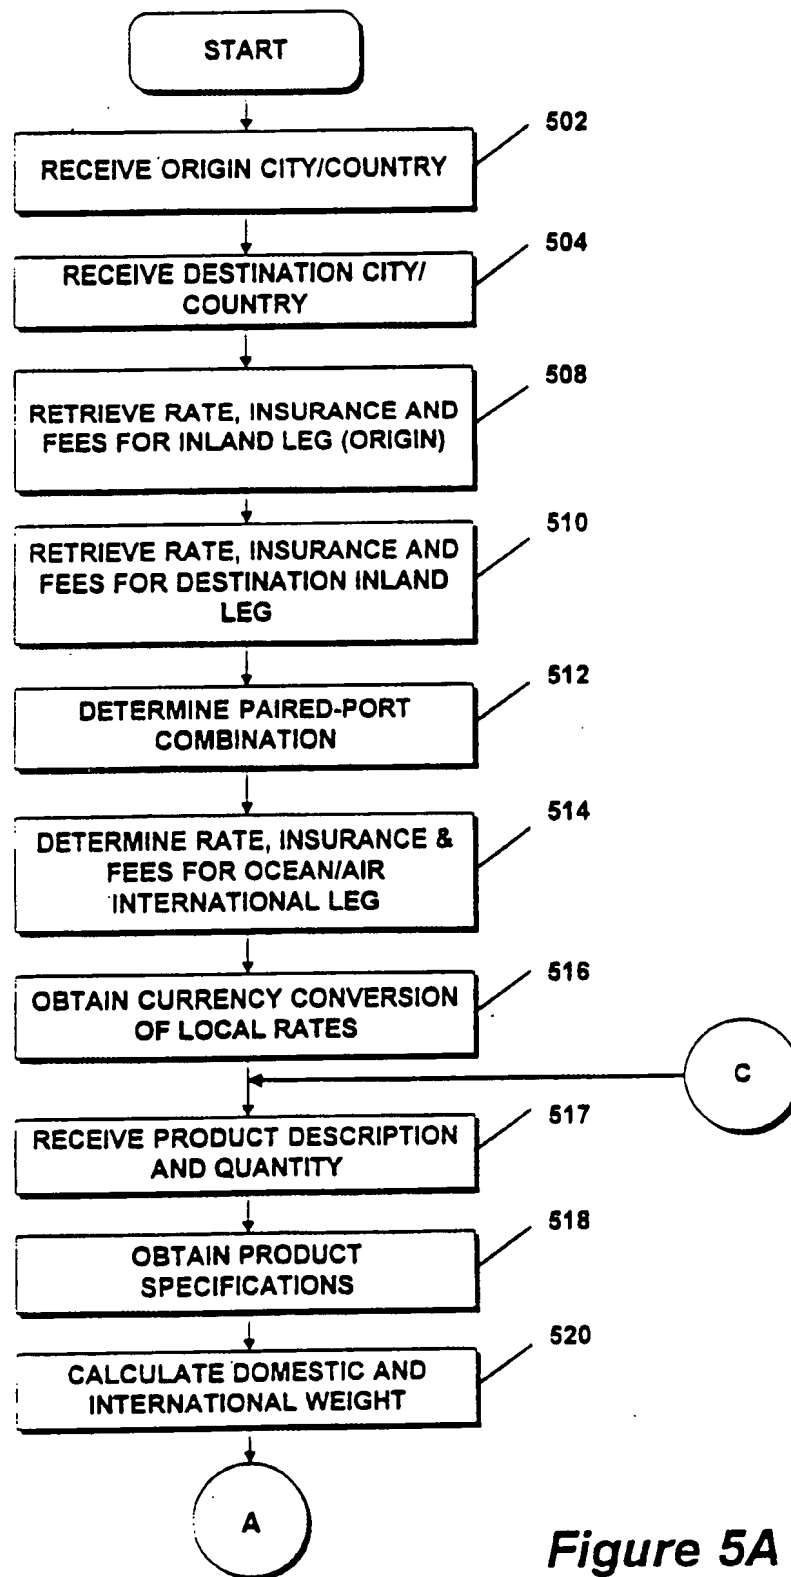 START
502
RECEIVE ORIGIN CITY/COUNTRY
504
RECEIVE DESTINATION CITY/
COUNTRY
508
RETRIEVE RATE, INSURANCE AND
FEES FOR INLAND LEG (ORIGIN)
510
RETRIEVE RATE, INSURANCE AND
FEES FOR DESTINATION INLAND
LEG
512
DETERMINE PAIRED-PORT
COMBINATION
514
DETERMINE RATE, INSURANCE &
FEES FOR OCEAN/AIR
INTERNATIONAL LEG
516
OBTAIN CURRENCY CONVERSION
OF LOCAL RATES
C
517
RECEIVE PRODUCT DESCRIPTION
AND QUANTITY
518
OBTAIN PRODUCT
SPECIFICATIONS
520
CALCULATE DOMESTIC AND
INTERNATIONAL WEIGHT
A
Figure 5A